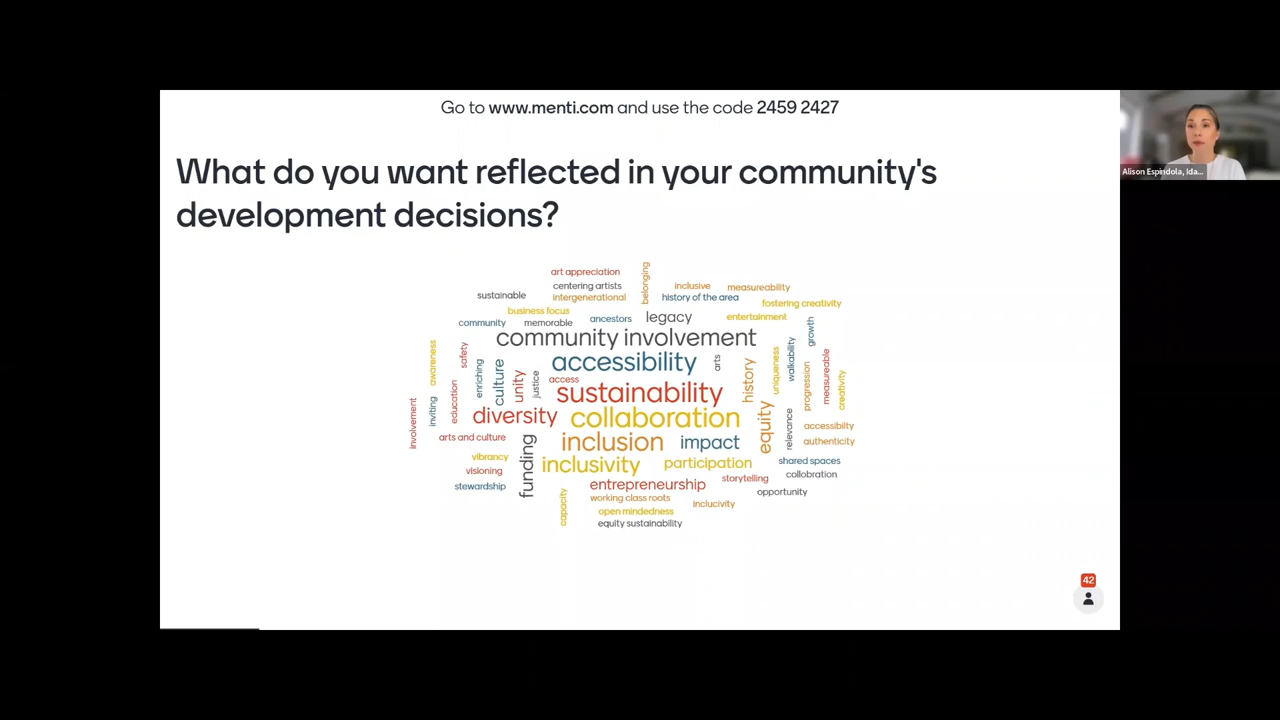 Go to www.menti.com and use the code 2459 2427
Alison Espindola, Ida...
What do you want reflected in your community's
development decisions?
art appreciation
belonging
centering artists
inclusive
measureability
sustainable
intergenerational
history of the area
fostering creativity
business focus
ancestors
legacy
entertainment
community
memorable
growth
community involvement
awareness
safety
accessibility
arts
walkability
uniqueness
measureable
enriching
culture
unity
justice
access
history
progression
creativity
sustainability
education
inviting
involvement
diversity
collaboration
equity
relevance
accessibilty
arts and culture
inclusion
impact
authenticity
funding
vibrancy
inclusivity
participation
shared spaces
visioning
storytelling
collobration
stewardship
entrepreneurship
opportunity
capacity
working class roots
inclucivity
open mindedness
equity sustainability
42